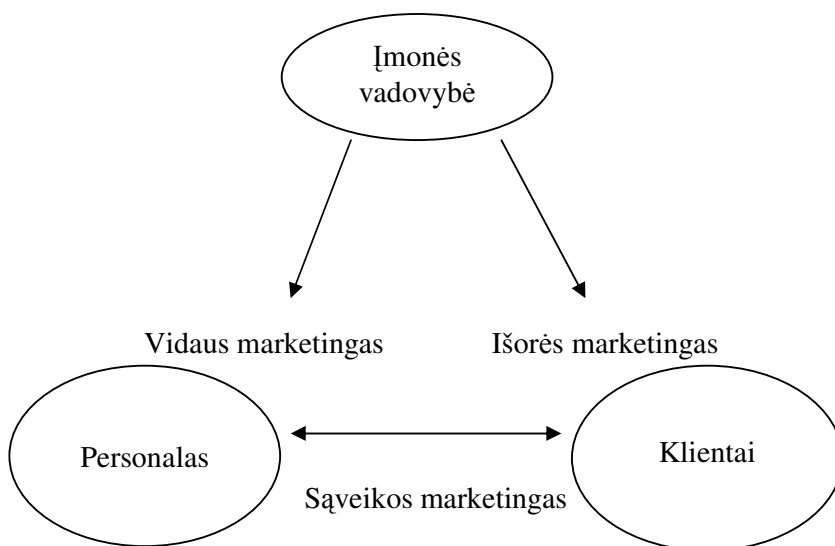 Įmonės
vadovybė
Vidaus marketingas
Išorės marketingas
Personalas
Klientai
Sąveikos marketingas